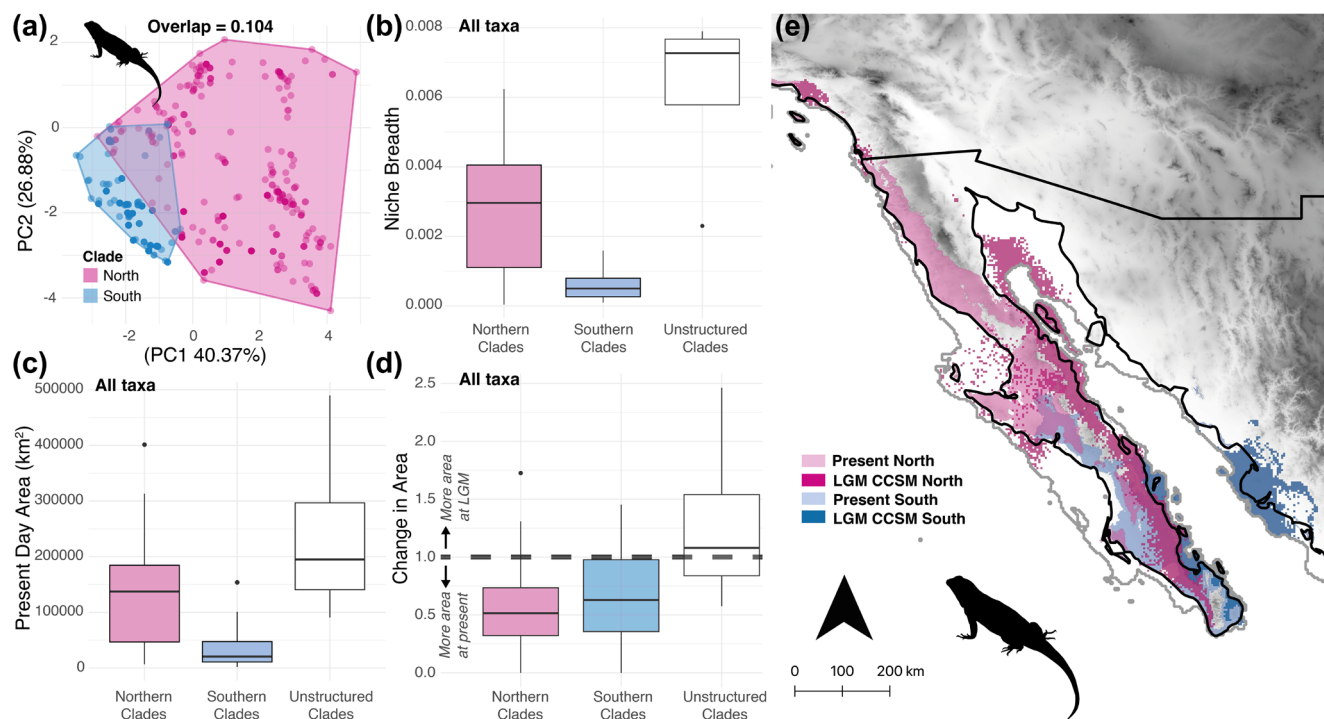 (a)
Overlap = 0.104
2
0
-2
-4
PC2 (26.88%)
Clade
North
South
-2
0
2
4
(PC1 40.37%)
(b)
All taxa
0.008
0.006
0.004
0.002
0.000
Niche Breadth
Northern
Clades
Southern
Clades
Unstructured
Clades
(c)
All taxa
500000
400000
300000
200000
100000
0
Present Day Area (km²)
Northern
Clades
Southern
Clades
Unstructured
Clades
(d)
All taxa
2.5
2.0
1.5
1.0
0.5
0.0
Change in Area
More area
at LGM
More area
at present
Northern
Clades
Southern
Clades
Unstructured
Clades
(e)
Present North
LGM CCSM North
Present South
LGM CCSM South
0 100 200 km